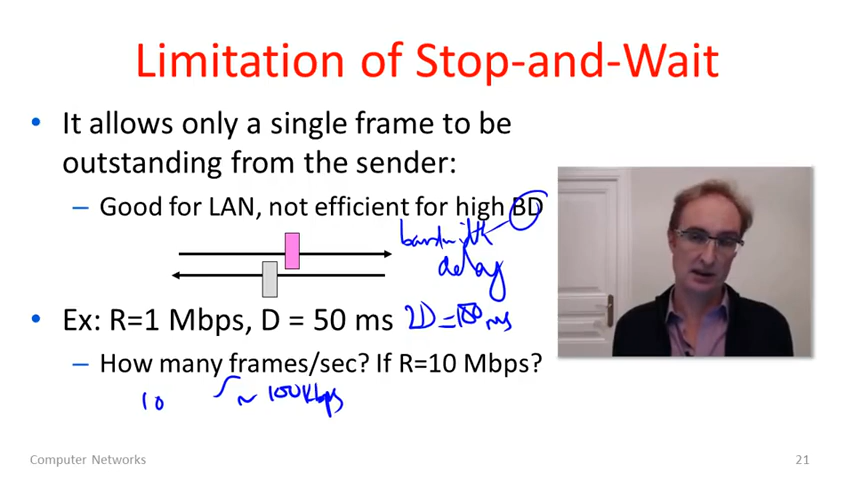 Limitation of Stop-and-Wait
• It allows only a single frame to be
outstanding from the sender:
– Good for LAN, not efficient for high BD
bandwidth
delay
• Ex: R=1 Mbps, D = 50 ms 2D = 100 ms
– How many frames/sec? If R=10 Mbps?
10 ~ 100kbps
Computer Networks 21